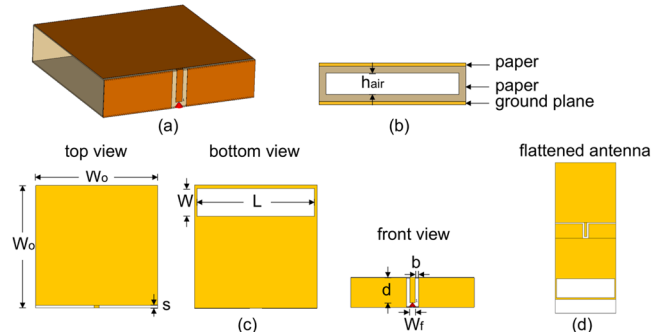 paper
hair
paper
ground plane
(a)
(b)
top view
bottom view
flattened antenna
Wo
W
L
front view
Wo
b
d
s
(c)
Wf
(d)